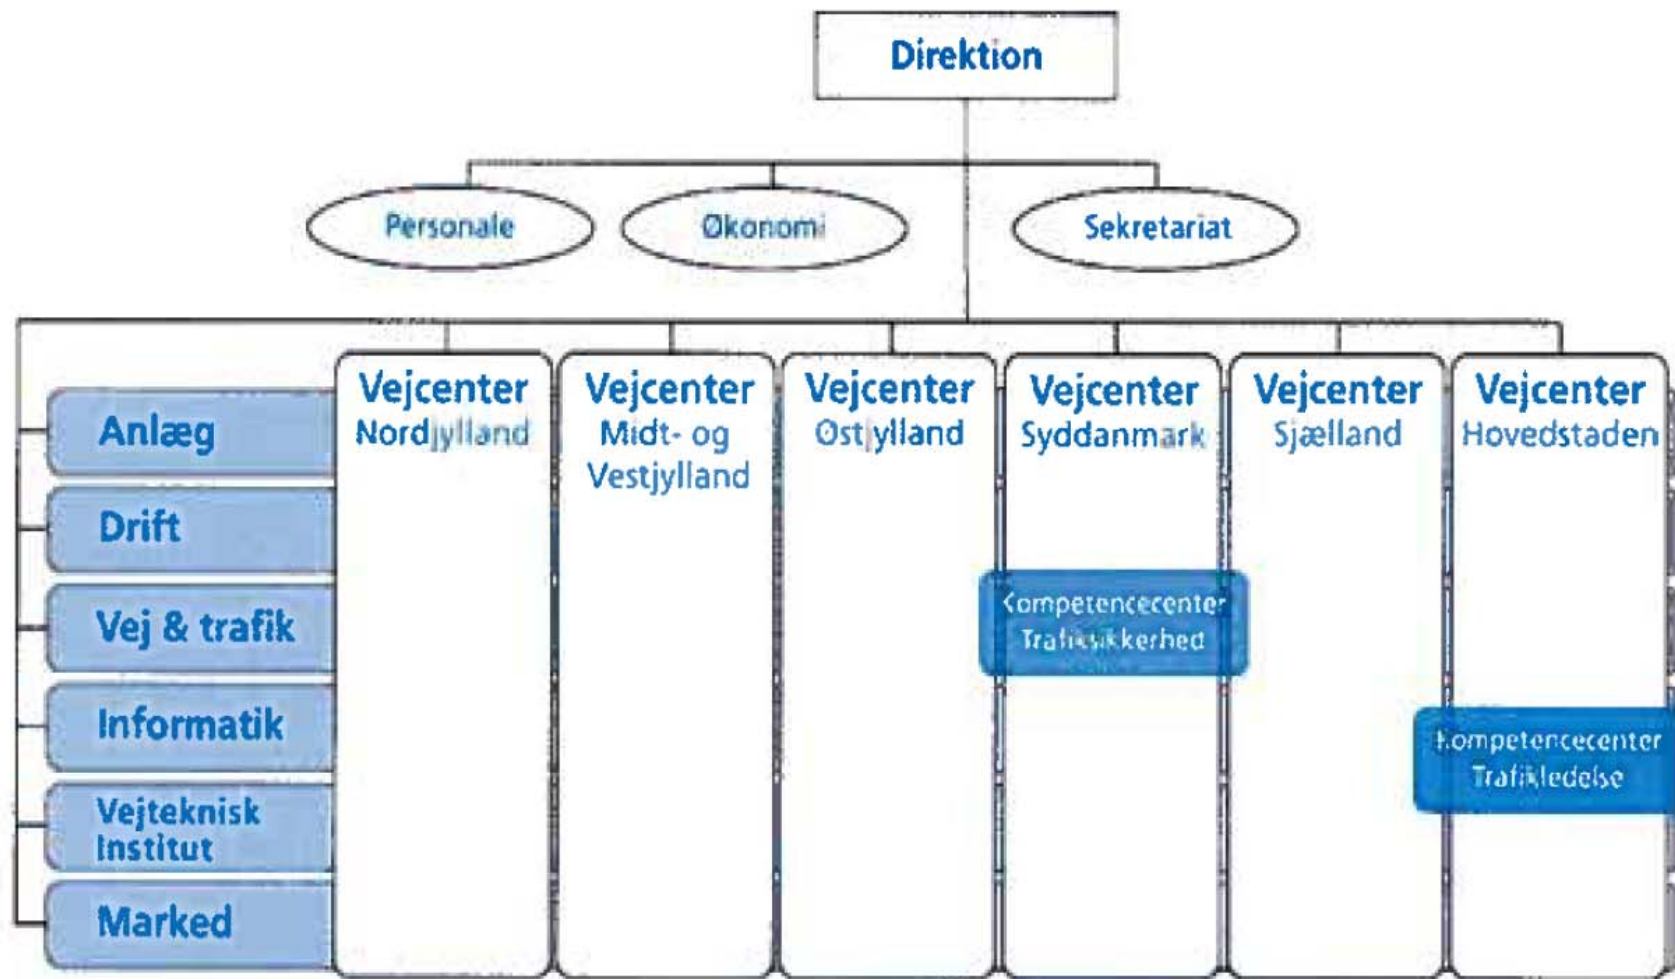 Direktion
Personale
Økonomi
Sekretariat
Vejcenter
Nordjylland
Vejcenter
Midt- og
Vestjylland
Vejcenter
Østjylland
Vejcenter
Syddanmark
Vejcenter
Sjælland
Vejcenter
Hovedstaden
Anlæg
Drift
Vej & trafik
Informatik
Vejteknisk
Institut
Marked
Kompetencecenter
Trafiksikkerhed
Kompetencecenter
Trafikledelse